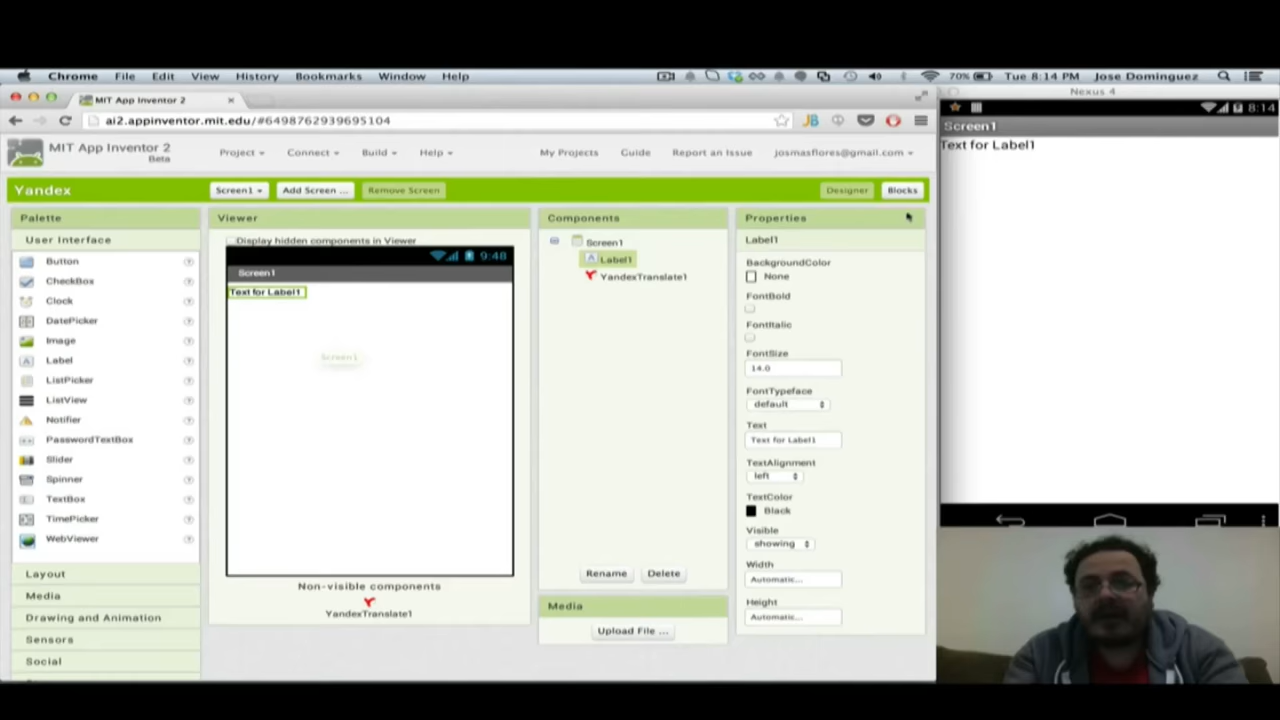 Chrome File Edit View History Bookmarks Window Help 70% Tue 8:14 PM Jose Dominguez
MIT App Inventor 2
Nexus 4
ai2.appinventor.mit.edu/#6498762939695104
8:14
Screen1
Text for Label1
MIT App Inventor 2
Beta
Project Connect Build Help My Projects Guide Report an Issue josmasflores@gmail.com
Yandex Screen1 Add Screen ... Remove Screen Designer Blocks
Palette
User Interface
Button
CheckBox
Clock
DatePicker
Image
Label
ListPicker
ListView
Notifier
PasswordTextBox
Slider
Spinner
TextBox
TimePicker
WebViewer
Layout
Media
Drawing and Animation
Sensors
Social
Viewer
Display hidden components in Viewer
9:48
Screen1
Text for Label1
Screen1
Non-visible components
YandexTranslate1
Components
Screen1
Label1
YandexTranslate1
Rename Delete
Media
Upload File ...
Properties
Label1
BackgroundColor
None
FontBold
FontItalic
FontSize
14.0
FontTypeface
default
Text
Text for Label1
TextAlignment
left
TextColor
Black
Visible
showing
Width
Automatic...
Height
Automatic...